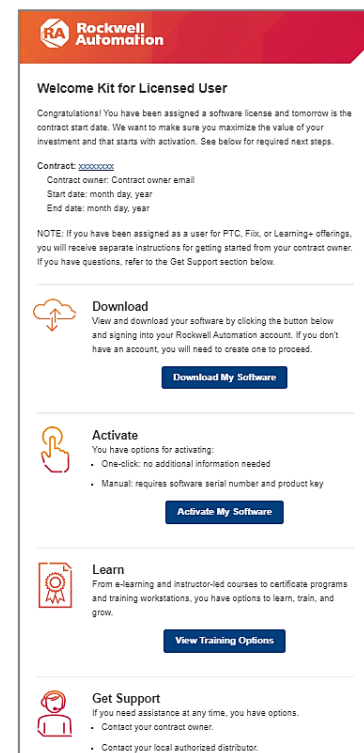 RA Rockwell
Automation
Welcome Kit for Licensed User
Congratulations! You have been assigned a software license and tomorrow is the
contract start date. We want to make sure you maximize the value of your
investment and that starts with activation. See below for required next steps.
Contract: xxxxxxxx
Contract owner: Contract owner email
Start date: month day, year
End date: month day, year
NOTE: If you have been assigned as a user for PTC, Fiix, or Learning+ offerings,
you will receive separate instructions for getting started from your contract owner.
If you have questions, refer to the Get Support section below.
Download
View and download your software by clicking the button below
and signing into your Rockwell Automation account. If you don't
have an account, you will need to create one to proceed.
Download My Software
Activate
You have options for activating:
• One-click: no additional information needed
• Manual: requires software serial number and product key
Activate My Software
Learn
From e-learning and instructor-led courses to certificate programs
and training workstations, you have options to learn, train, and
grow.
View Training Options
Get Support
If you need assistance at any time, you have options.
• Contact your contract owner.
• Contact your local authorized distributor.